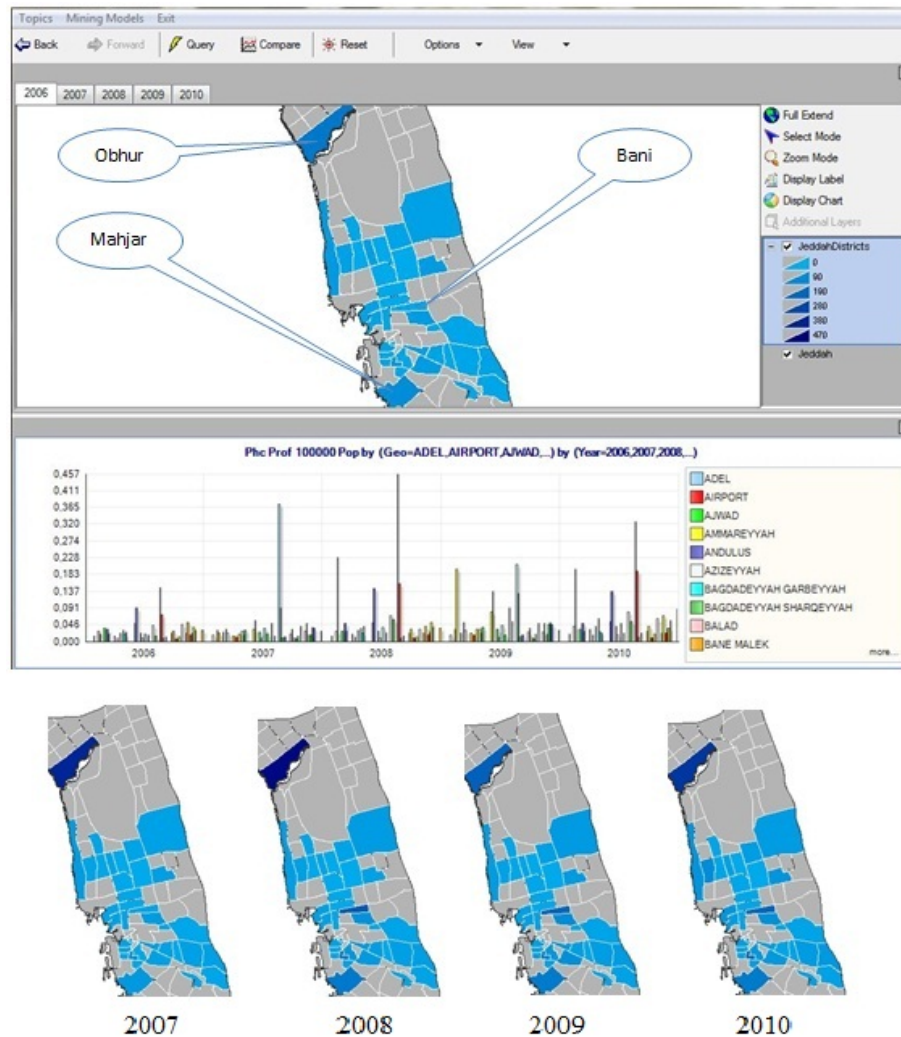 Topics Mining Models Exit
Back Forward Query Compare Reset Options View
2006 2007 2008 2009 2010
Obhur
Bani
Mahjar
Full Extend
Select Mode
Zoom Mode
Display Label
Display Chart
Additional Layers
JeddahDistricts
0
90
190
280
380
470
Jeddah
Phc Prof 100000 Pop by (Geo=ADEL,AIRPORT,AJWAD,...) by (Year=2006,2007,2008,...)
0,457
0,411
0,365
0,320
0,274
0,228
0,183
0,137
0,091
0,046
0,000
2006 2007 2008 2009 2010
ADEL
AIRPORT
AJWAD
AMMAREYYAH
ANDULUS
AZIZEYYAH
BAGDADEYYAH GARBEYYAH
BAGDADEYYAH SHARQEYYAH
BALAD
BANE MALEK
more...
2007 2008 2009 2010